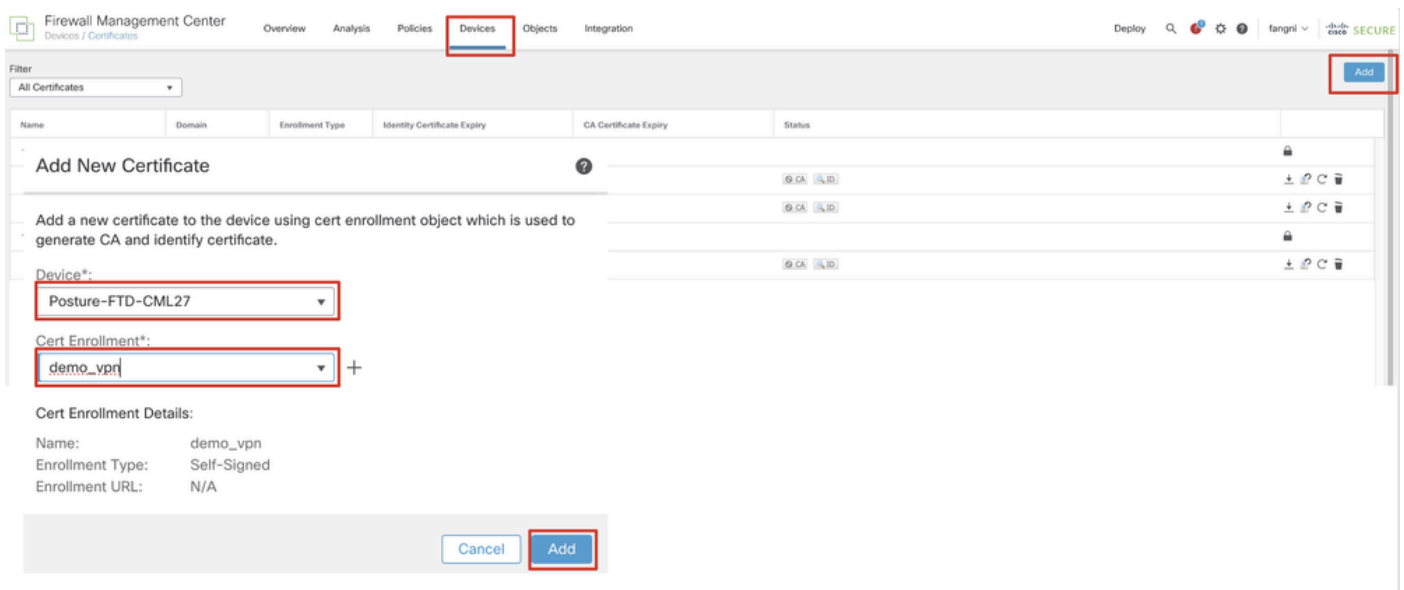 Firewall Management Center
Devices / Certificates
Overview Analysis Policies Devices Objects Integration
Deploy fangni CISCO SECURE
Filter
All Certificates
Add
Name Domain Enrollment Type Identity Certificate Expiry CA Certificate Expiry Status
Add New Certificate
CA ID
Add a new certificate to the device using cert enrollment object which is used to
CA ID
generate CA and identify certificate.
CA ID
Device*:
Posture-FTD-CML27
Cert Enrollment*:
demo_vpn
Cert Enrollment Details:
Name: demo_vpn
Enrollment Type: Self-Signed
Enrollment URL: N/A
Cancel Add